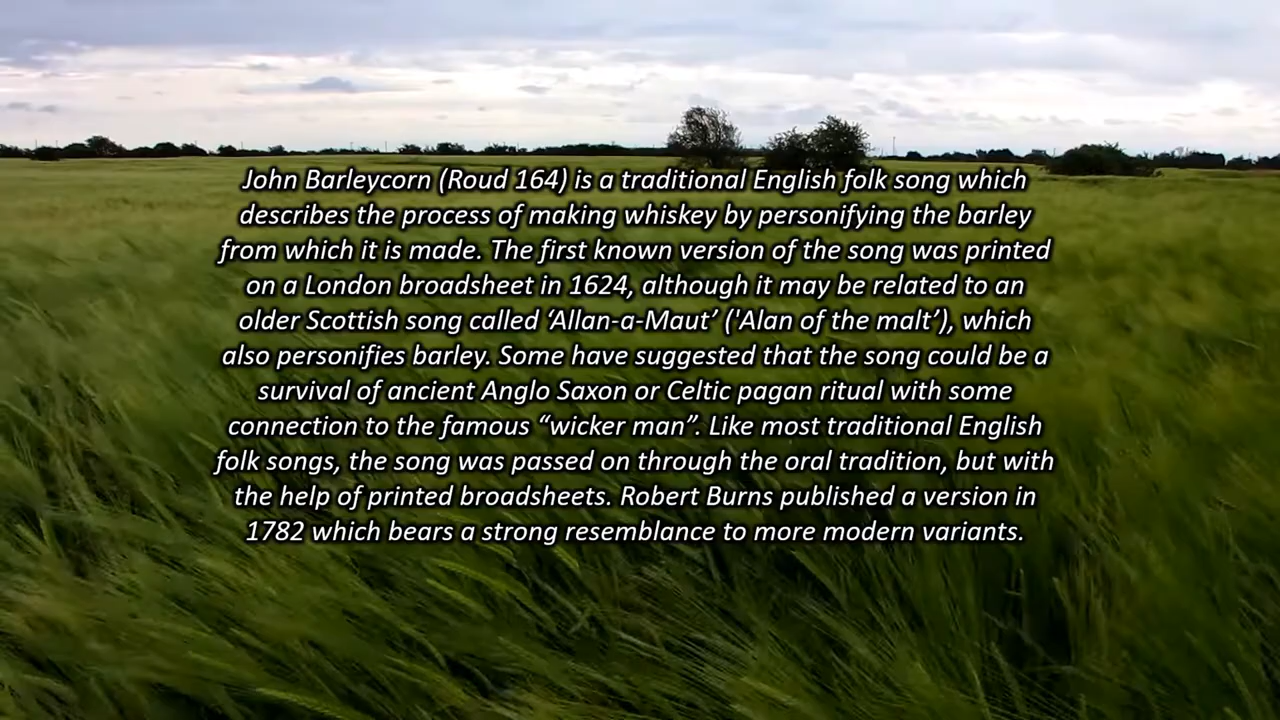 John Barleycorn (Roud 164) is a traditional English folk song which
describes the process of making whiskey by personifying the barley
from which it is made. The first known version of the song was printed
on a London broadsheet in 1624, although it may be related to an
older Scottish song called ‘Allan-a-Maut’ ('Alan of the malt’), which
also personifies barley. Some have suggested that the song could be a
survival of ancient Anglo Saxon or Celtic pagan ritual with some
connection to the famous “wicker man”. Like most traditional English
folk songs, the song was passed on through the oral tradition, but with
the help of printed broadsheets. Robert Burns published a version in
1782 which bears a strong resemblance to more modern variants.